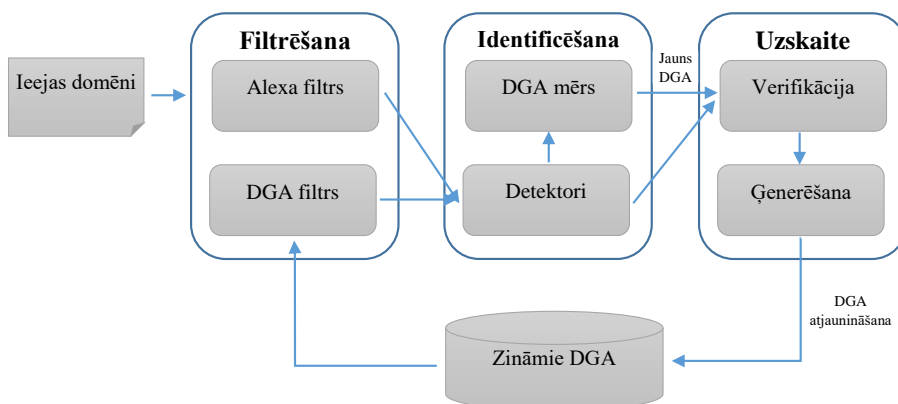 Filtrēšana
Identificēšana
Uzskaite
Ieejas domēni
Alexa filtrs
DGA mērs
Jauns
DGA
Verifikācija
DGA filtrs
Detektori
Ģenerēšana
DGA
atjaunināšana
Zināmie DGA